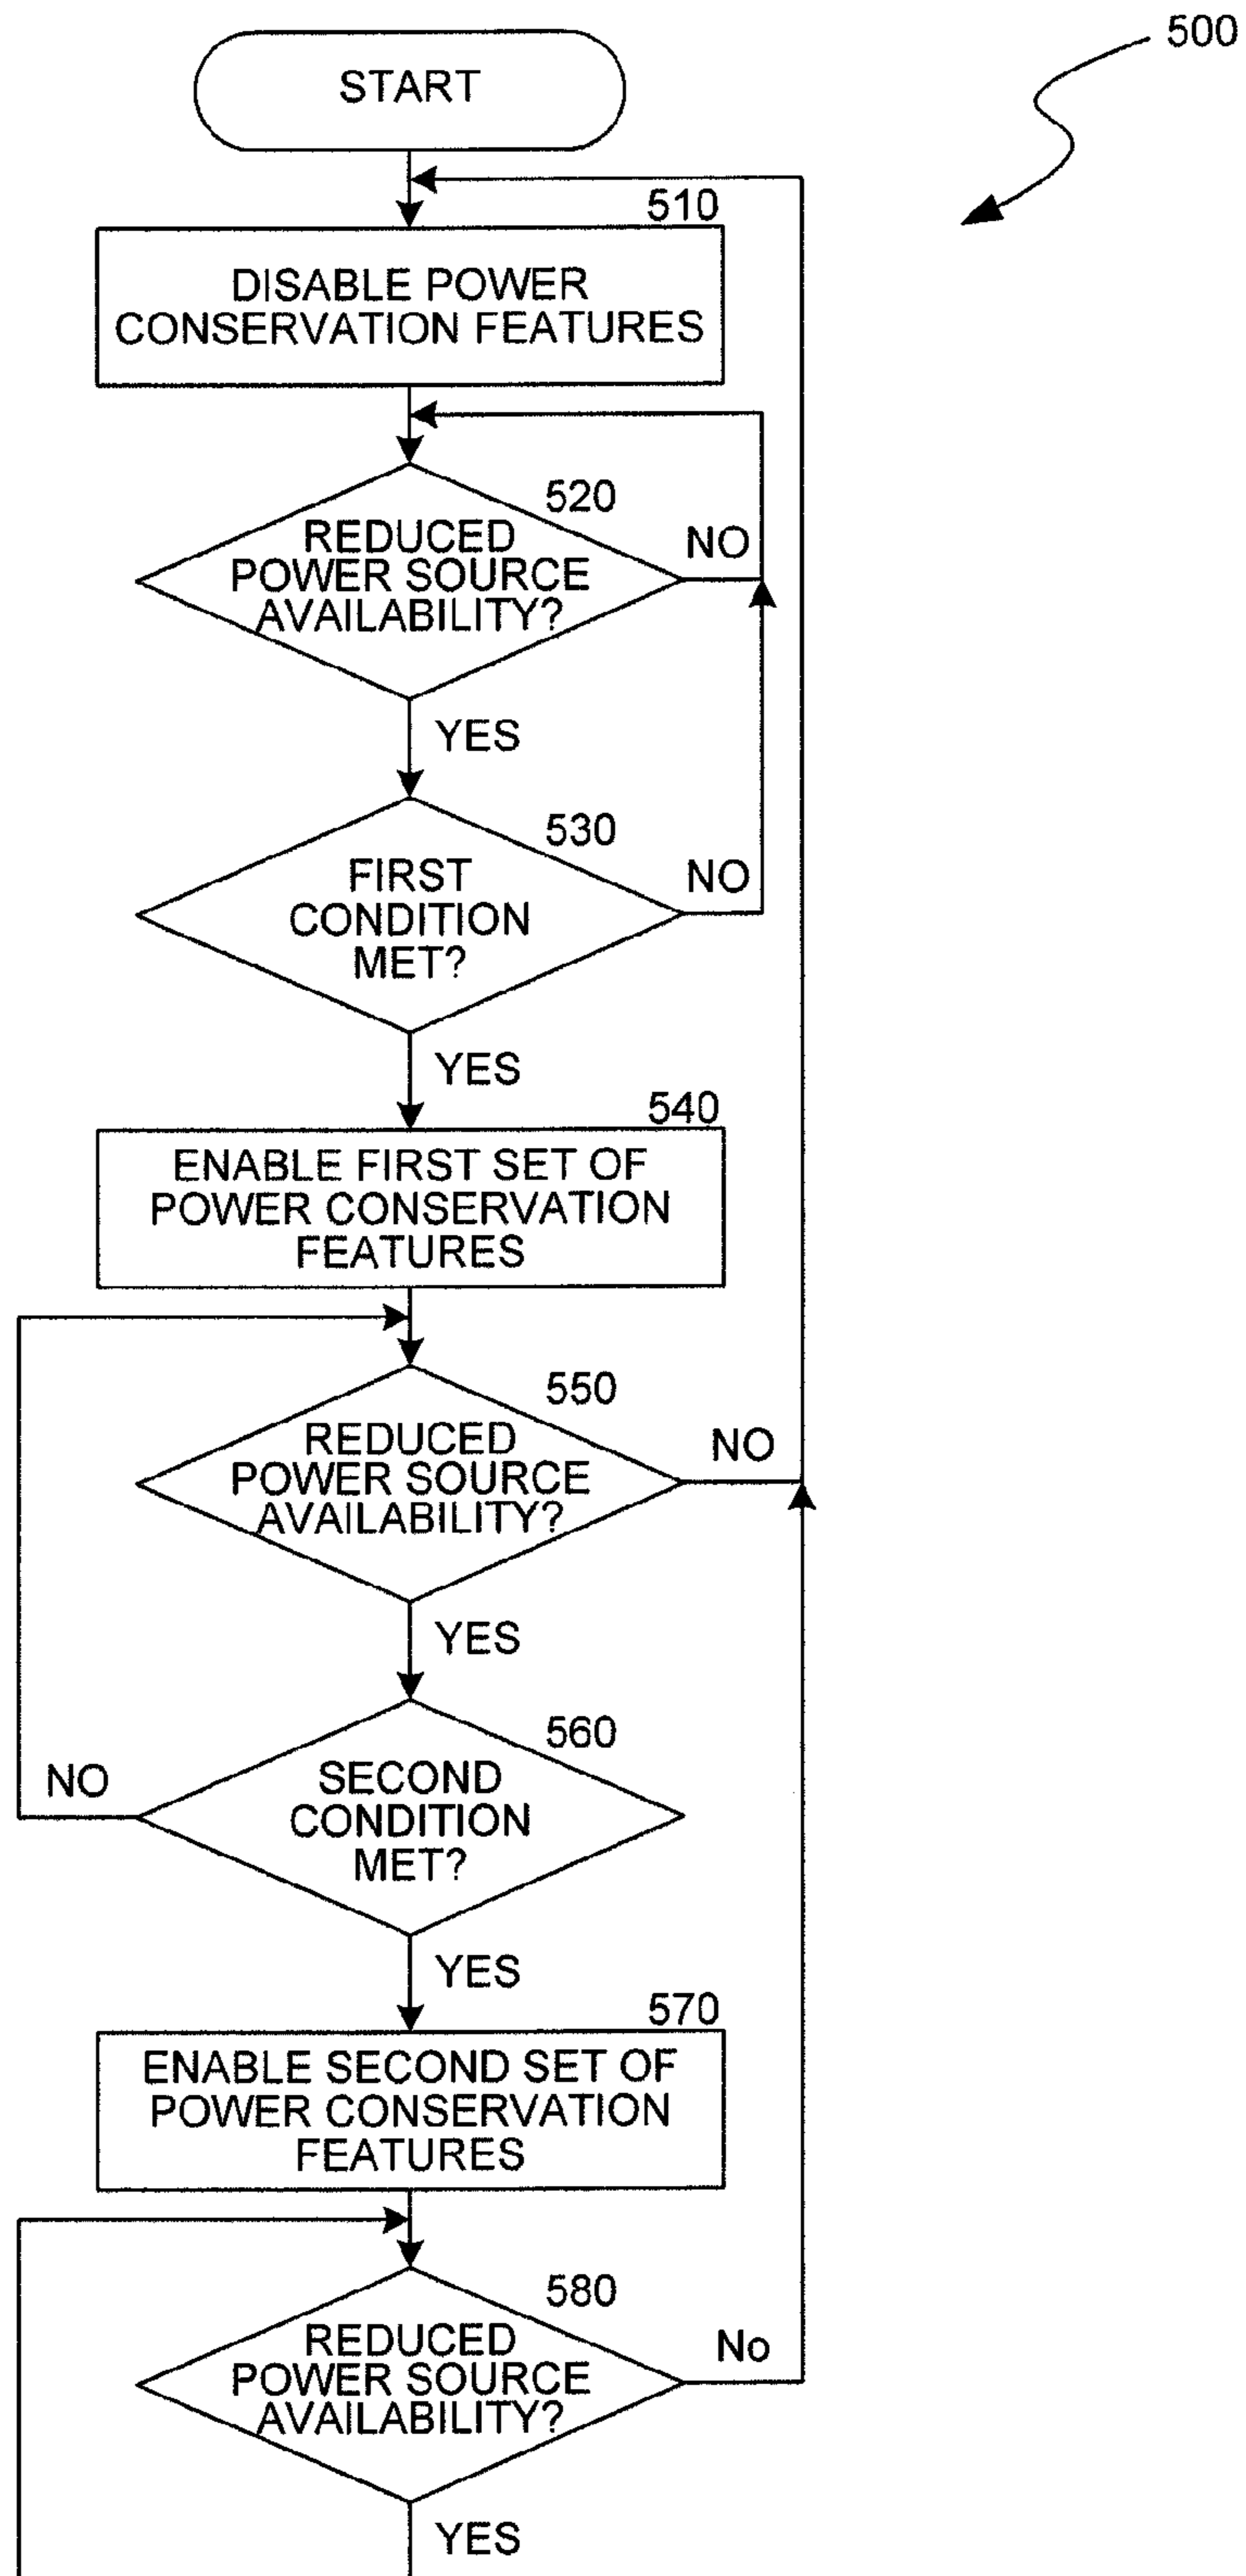 500
START
510
DISABLE POWER
CONSERVATION FEATURES
520
REDUCED
POWER SOURCE
AVAILABILITY?
NO
YES
530
FIRST
CONDITION
MET?
NO
YES
540
ENABLE FIRST SET OF
POWER CONSERVATION
FEATURES
550
REDUCED
POWER SOURCE
AVAILABILITY?
NO
YES
560
SECOND
CONDITION
MET?
NO
YES
570
ENABLE SECOND SET OF
POWER CONSERVATION
FEATURES
580
REDUCED
POWER SOURCE
AVAILABILITY?
No
YES